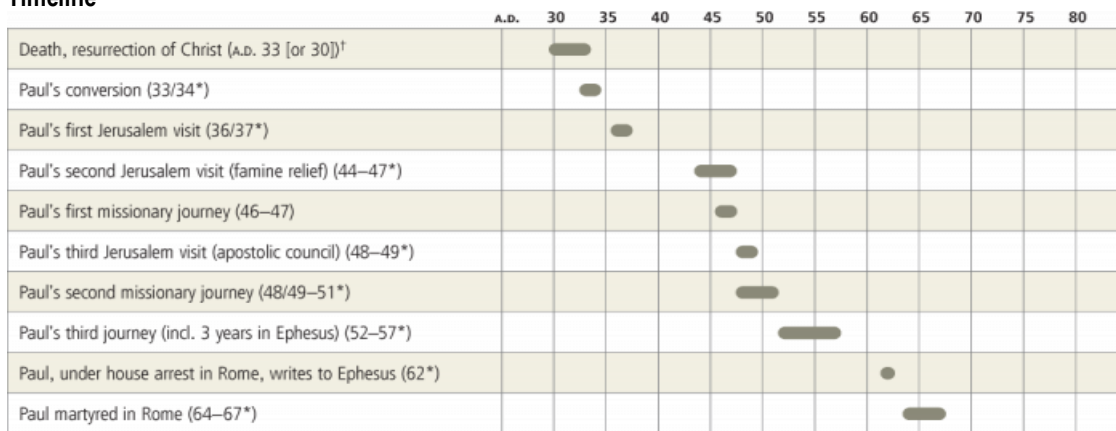 Timeline
A.D. 30 35 40 45 50 55 60 65 70 75 80
Death, resurrection of Christ (A.D. 33 [or 30])†
Paul's conversion (33/34*)
Paul's first Jerusalem visit (36/37*)
Paul's second Jerusalem visit (famine relief) (44–47*)
Paul's first missionary journey (46–47)
Paul's third Jerusalem visit (apostolic council) (48–49*)
Paul's second missionary journey (48/49–51*)
Paul's third journey (incl. 3 years in Ephesus) (52–57*)
Paul, under house arrest in Rome, writes to Ephesus (62*)
Paul martyred in Rome (64–67*)